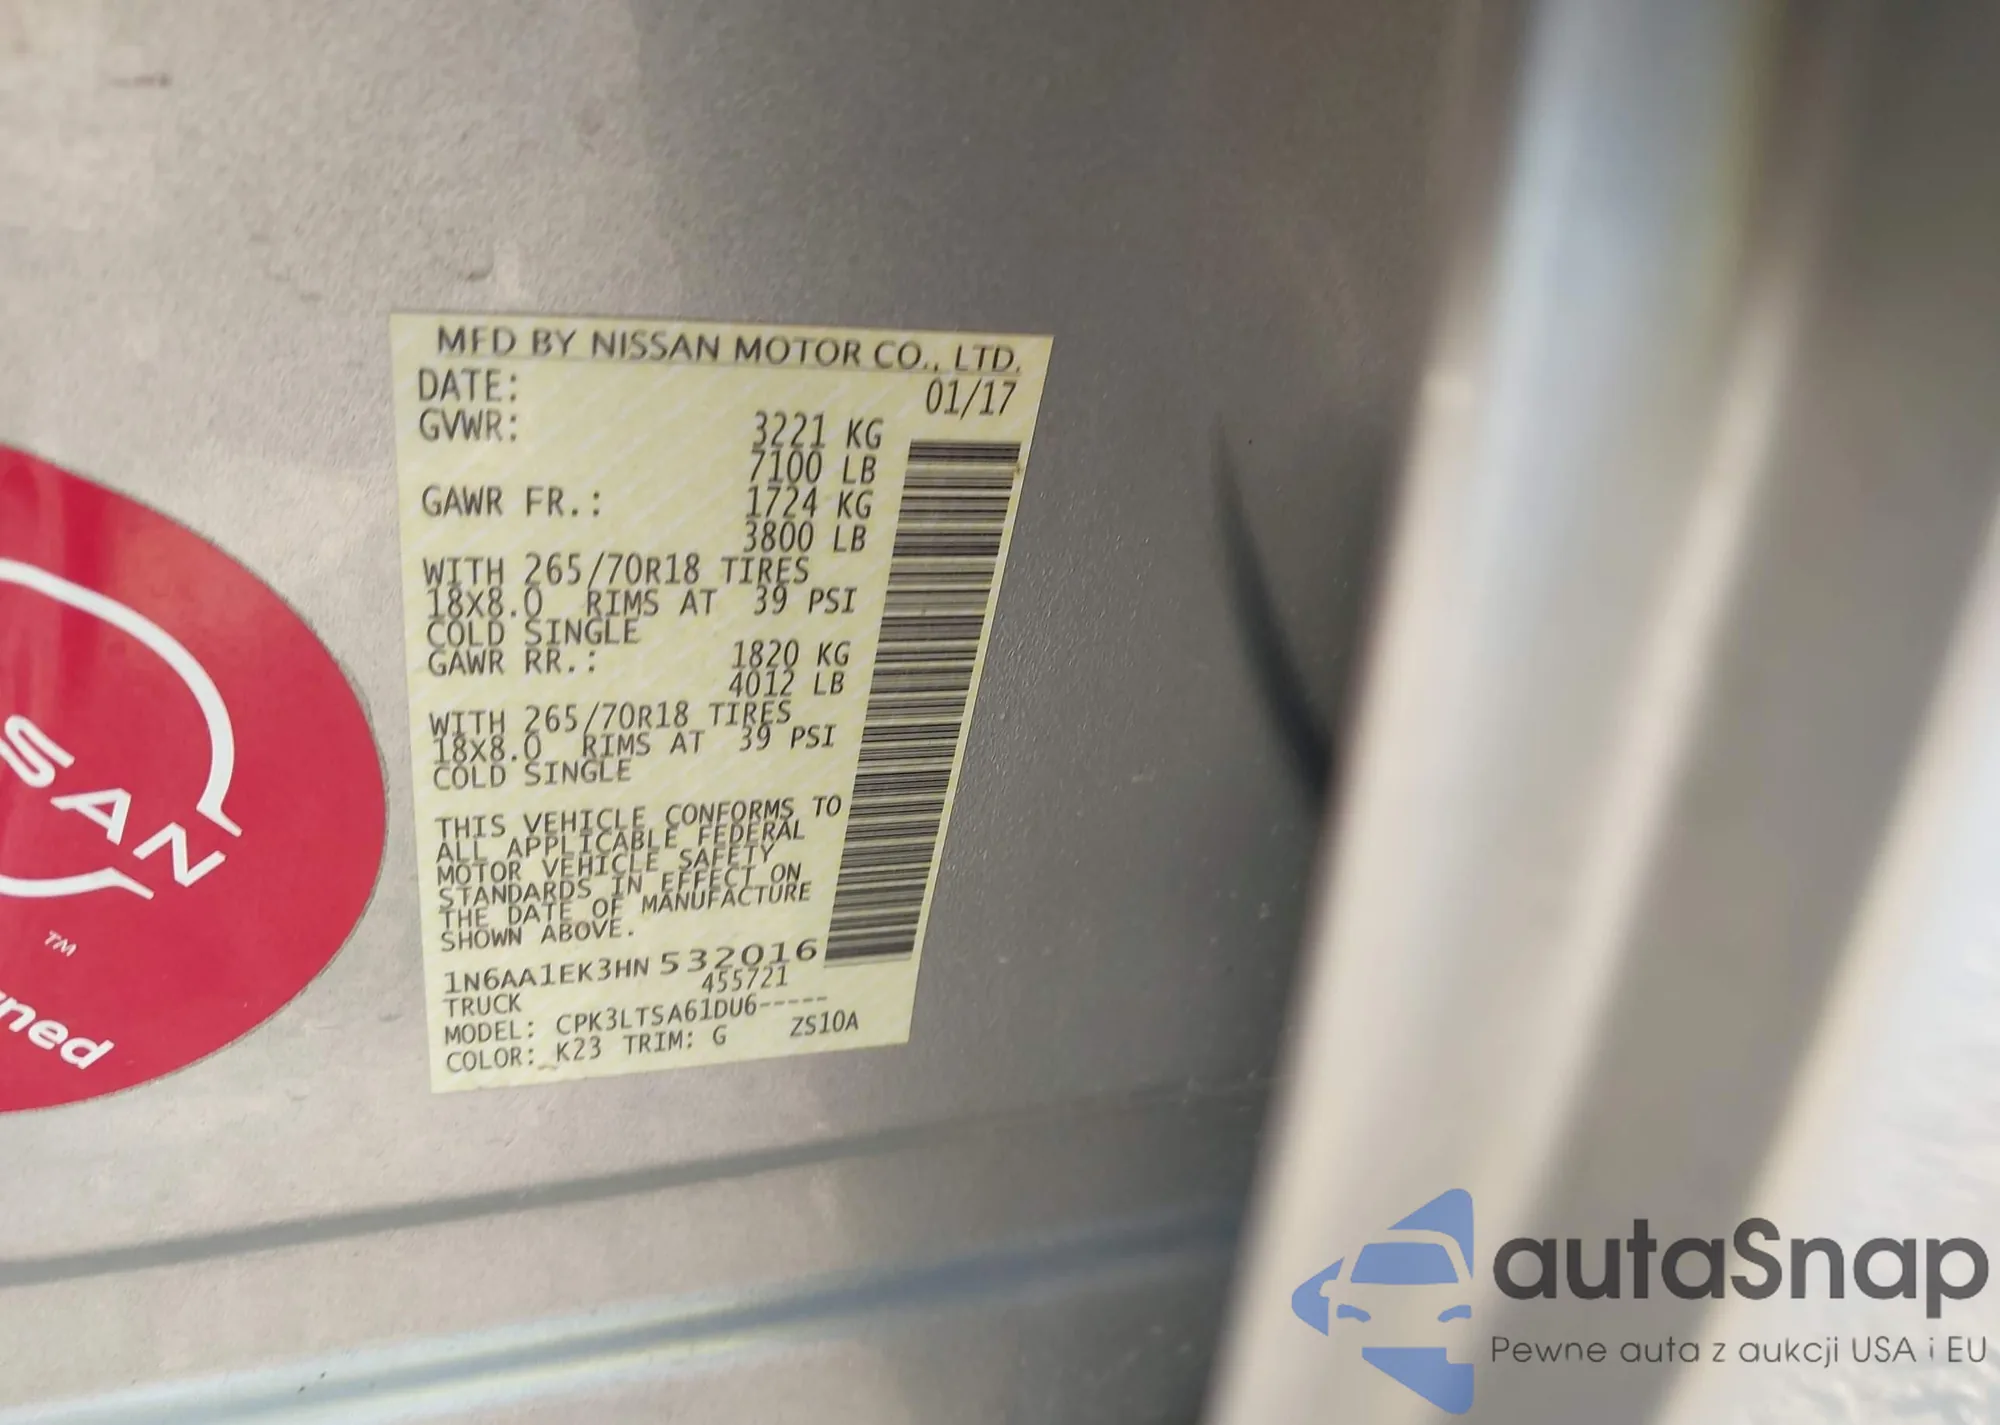 MFD BY NISSAN MOTOR CO., LTD.
DATE: 01/17
GVWR: 3221 KG
7100 LB
GAWR FR.: 1724 KG
3800 LB
WITH 265/70R18 TIRES
18X8.0 RIMS AT 39 PSI
COLD SINGLE
GAWR RR.: 1820 KG
4012 LB
WITH 265/70R18 TIRES
18X8.0 RIMS AT 39 PSI
COLD SINGLE
THIS VEHICLE CONFORMS TO
ALL APPLICABLE FEDERAL
MOTOR VEHICLE SAFETY
STANDARDS IN EFFECT ON
THE DATE OF MANUFACTURE
SHOWN ABOVE.
1N6AA1EK3HN 532016
TRUCK 455721
MODEL: CPK3LTSA61DU6-----
COLOR: K23 TRIM: G ZS10A
SSAN
TM
ned
autaSnap
Pewne auta z aukcji USA i EU